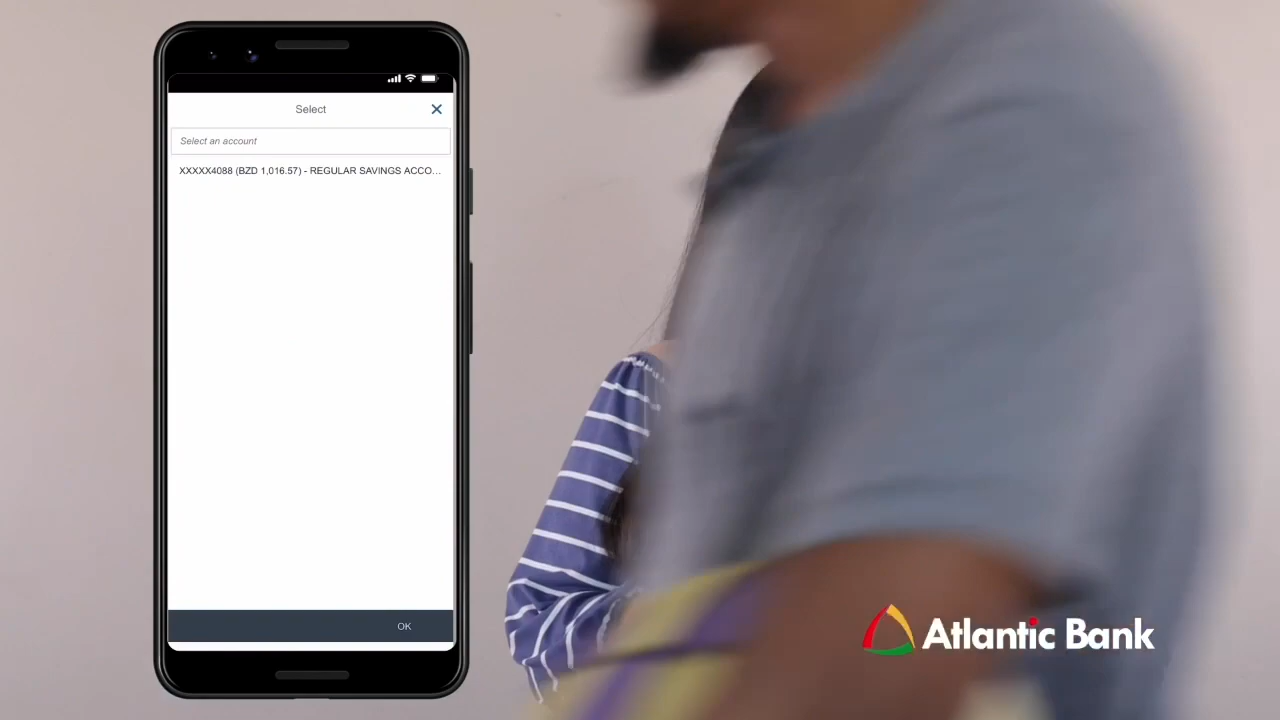 Select
Select an account
XXXXX4088 (BZD 1,016.57) - REGULAR SAVINGS ACCO...
OK
Atlantic Bank